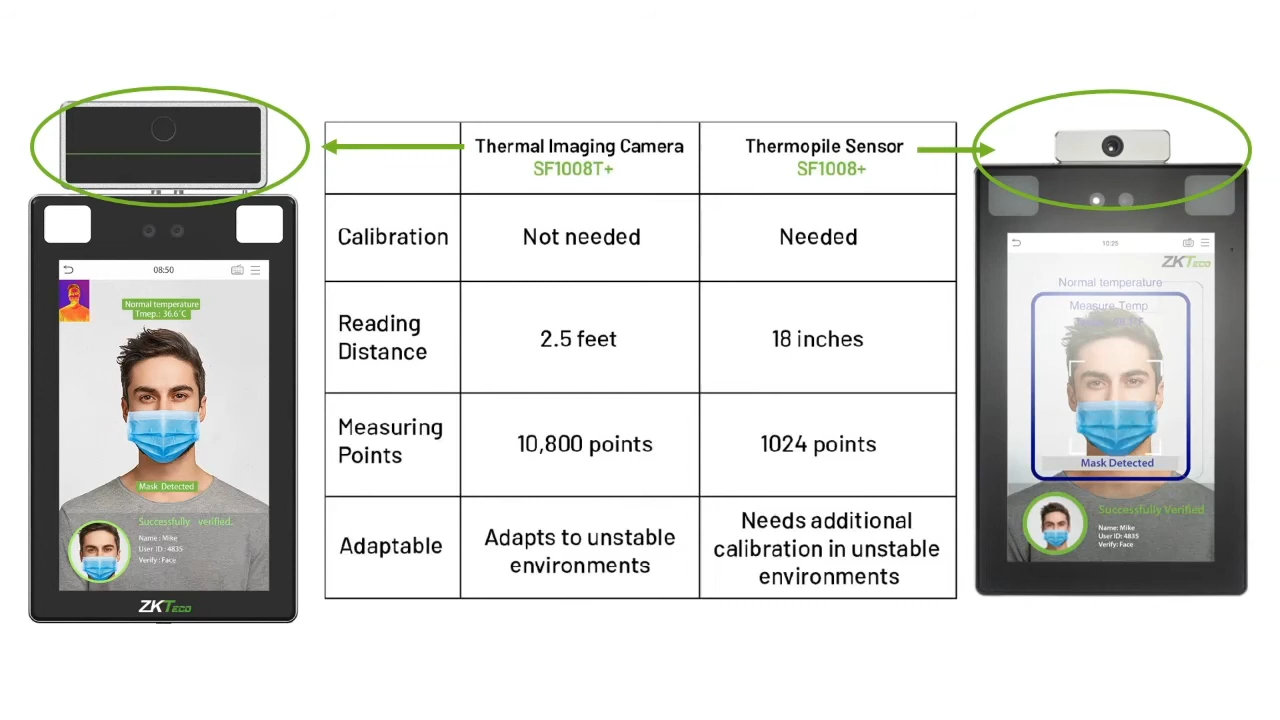 Thermal Imaging Camera
SF1008T+
Thermopile Sensor
SF1008+
Calibration
Not needed
Needed
Reading
Distance
2.5 feet
18 inches
Measuring
Points
10,800 points
1024 points
Adaptable
Adapts to unstable
environments
Needs additional
calibration in unstable
environments
08:50
Normal temperature
Tmep.: 36.6°C
Mask Detected
Successfully verified.
Name : Mike
User ID : 4835
Verify : Face
ZKTECO
10:25
ZKTECO
Normal temperature
Measure Temp
Mask Detected
Successfully Verified
Name: Mike
User ID: 4835
Verify: Face